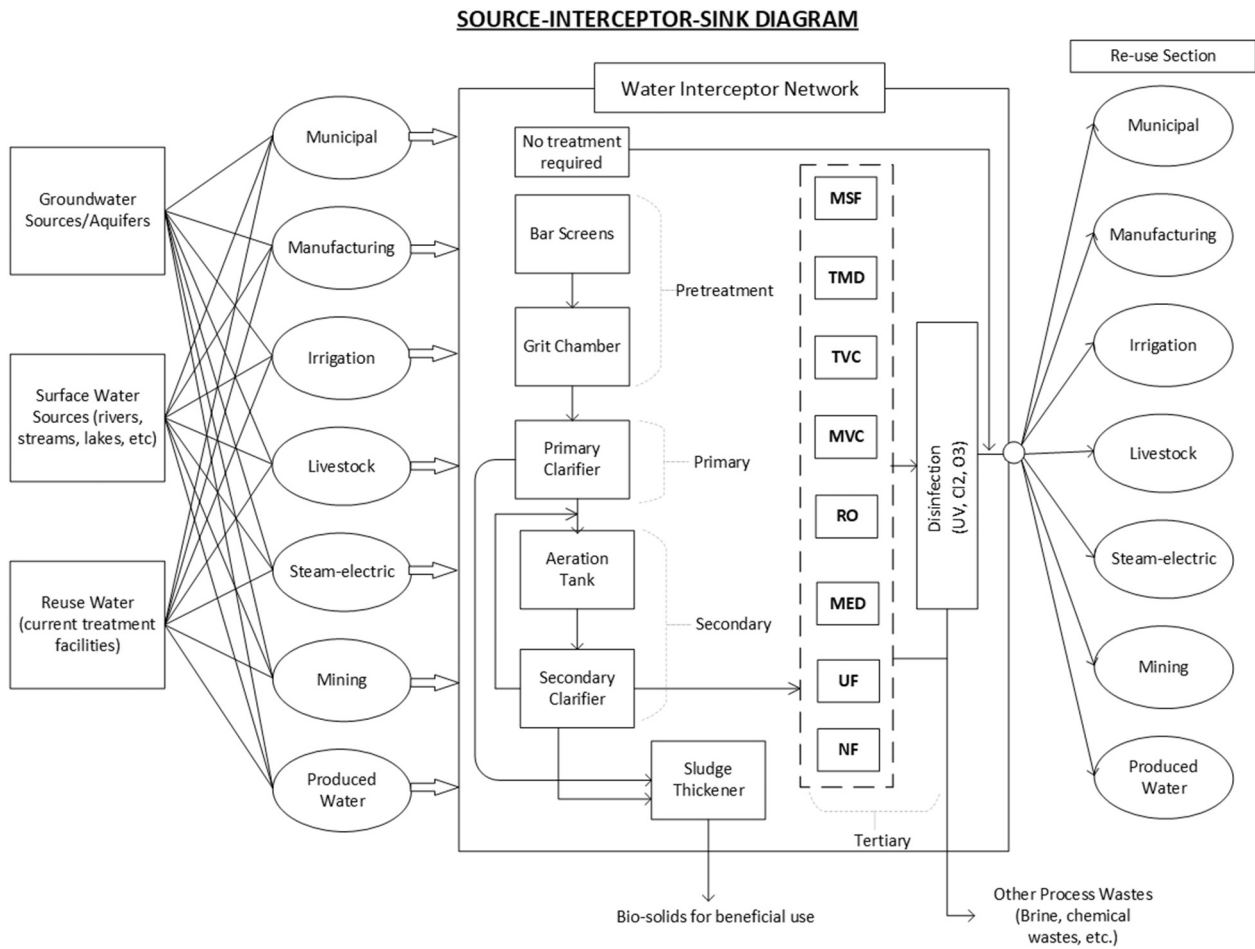 SOURCE-INTERCEPTOR-SINK DIAGRAM
Groundwater
Sources/Aquifers
Surface Water
Sources (rivers,
streams, lakes, etc)
Reuse Water
(current treatment
facilities)
Municipal
Manufacturing
Irrigation
Livestock
Steam-electric
Mining
Produced
Water
Water Interceptor Network
No treatment
required
Bar Screens
Grit Chamber
Pretreatment
Primary
Clarifier
Primary
Aeration
Tank
Secondary
Clarifier
Secondary
Sludge
Thickener
Bio-solids for beneficial use
MSF
TMD
TVC
MVC
RO
MED
UF
NF
Tertiary
Disinfection
(UV, Cl2, O3)
Other Process Wastes
(Brine, chemical
wastes, etc.)
Re-use Section
Municipal
Manufacturing
Irrigation
Livestock
Steam-electric
Mining
Produced
Water